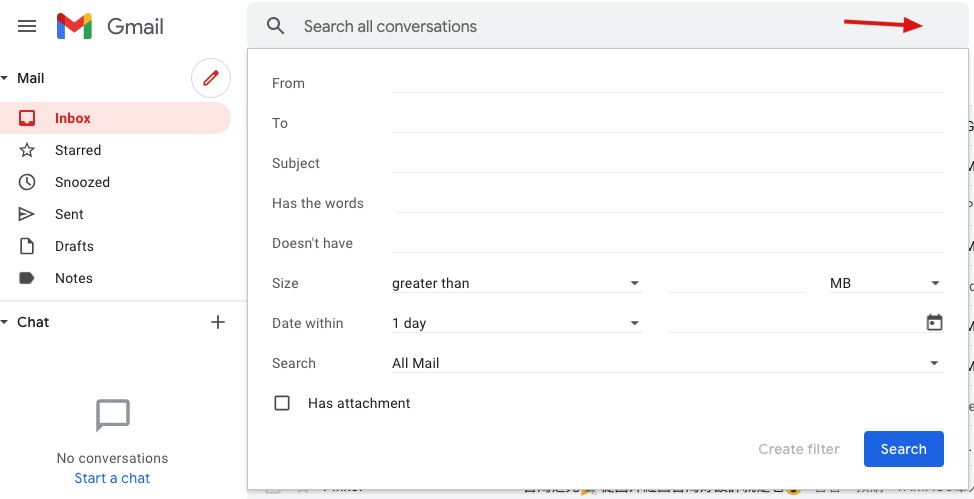 Gmail
Search all conversations
Mail
Inbox
Starred
Snoozed
Sent
Drafts
Notes
Chat
No conversations
Start a chat
From
To
Subject
Has the words
Doesn't have
Size greater than MB
Date within 1 day
Search All Mail
Has attachment
Create filter Search